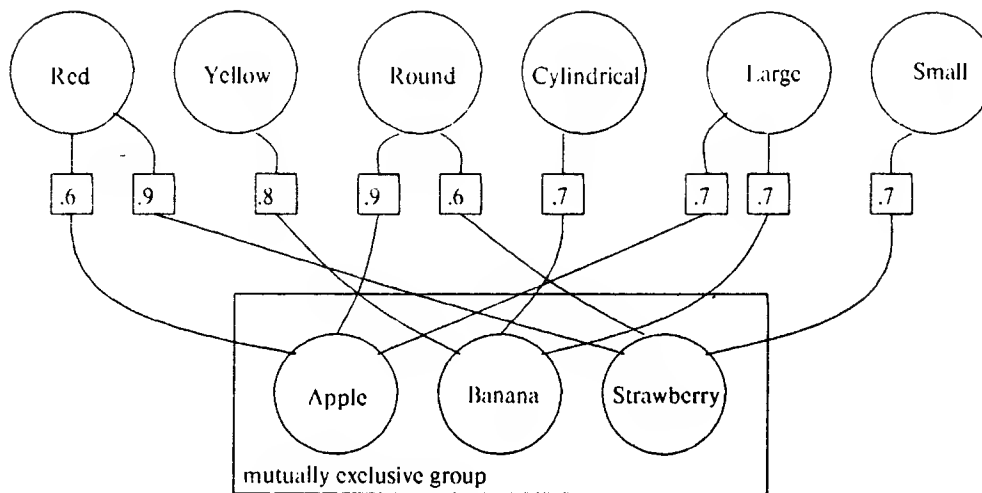 Red Yellow Round Cylindrical Large Small
.6 .9 .8 .9 .6 .7 .7 .7 .7
Apple Banana Strawberry
mutually exclusive group